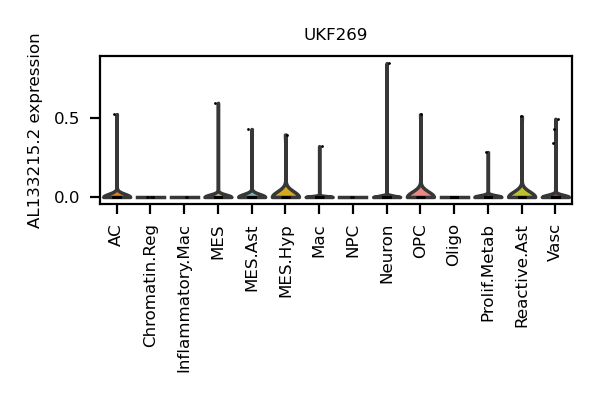 UKF269
AL133215.2 expression
0.5
0.0
AC
Chromatin.Reg
Inflammatory.Mac
MES
MES.Ast
MES.Hyp
Mac
NPC
Neuron
OPC
Oligo
Prolif.Metab
Reactive.Ast
Vasc